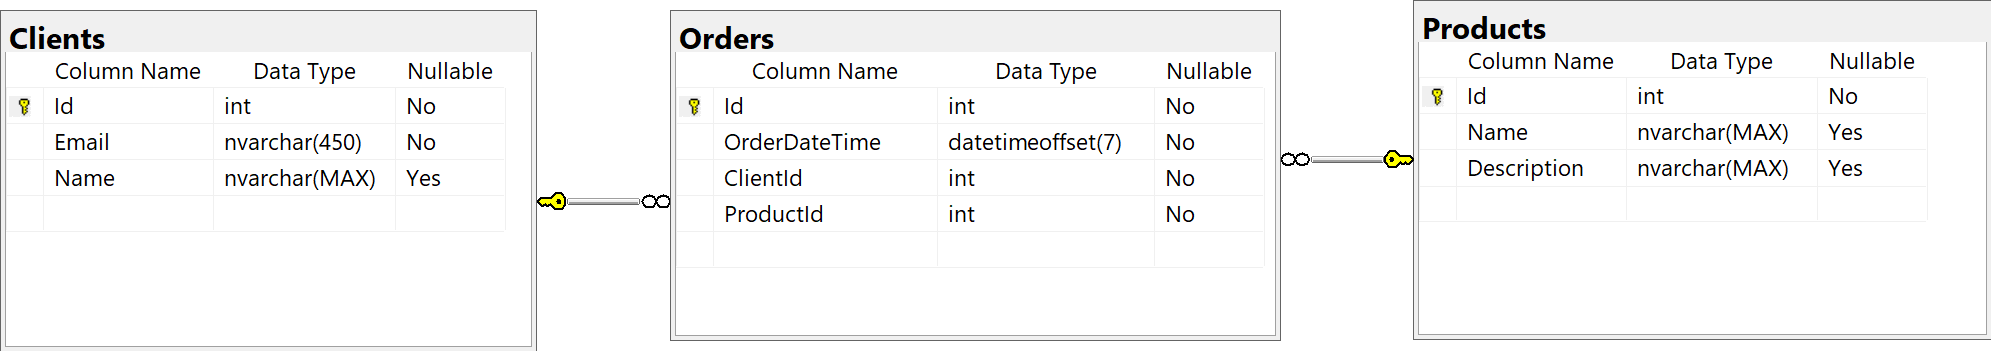 Clients
Column Name Data Type Nullable
Id int No
Email nvarchar(450) No
Name nvarchar(MAX) Yes
Orders
Column Name Data Type Nullable
Id int No
OrderDateTime datetimeoffset(7) No
ClientId int No
ProductId int No
Products
Column Name Data Type Nullable
Id int No
Name nvarchar(MAX) Yes
Description nvarchar(MAX) Yes